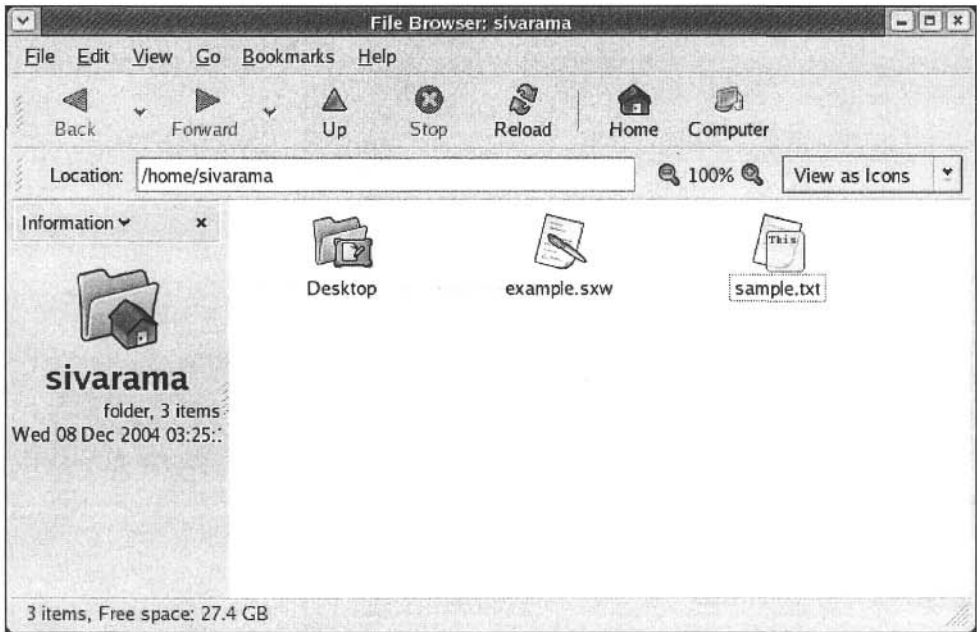 File Browser: sivarama
File Edit View Go Bookmarks Help
Back Forward Up Stop Reload Home Computer
Location: /home/sivarama 100% View as Icons
Information
sivarama
folder, 3 items
Wed 08 Dec 2004 03:25:
Desktop example.sxw sample.txt
This
3 items, Free space: 27.4 GB